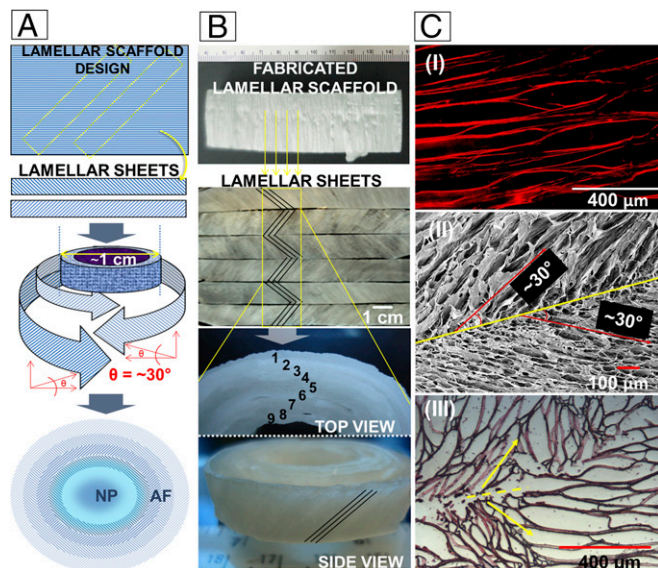 A
LAMELLAR SCAFFOLD
DESIGN
LAMELLAR SHEETS
~1 cm
θ
θ
θ = ~30°
NP
AF
B
FABRICATED
LAMELLAR SCAFFOLD
LAMELLAR SHEETS
1 cm
1
2
3
4
5
6
7
8
9
TOP VIEW
SIDE VIEW
C
(I)
400 µm
(II)
~30°
~30°
100 µm
(III)
400 µm